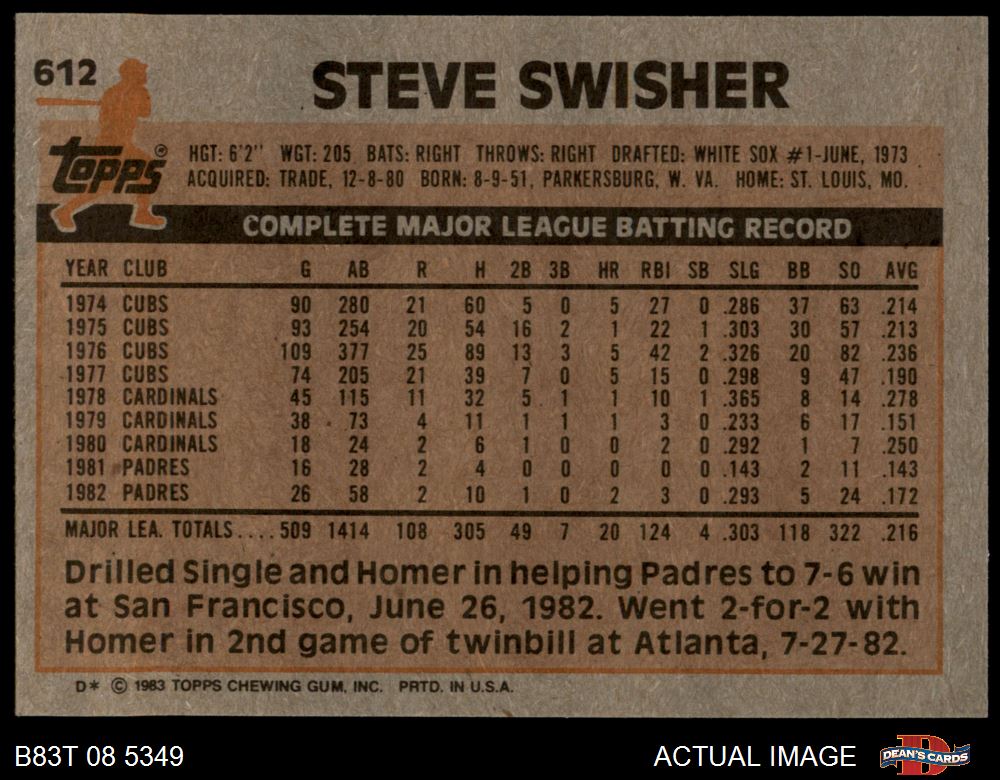 612
STEVE SWISHER
Topps®
HGT: 6'2" WGT: 205 BATS: RIGHT THROWS: RIGHT DRAFTED: WHITE SOX #1-JUNE, 1973
ACQUIRED: TRADE, 12-8-80 BORN: 8-9-51, PARKERSBURG, W. VA. HOME: ST. LOUIS, MO.
COMPLETE MAJOR LEAGUE BATTING RECORD
YEAR CLUB G AB R H 2B 3B HR RBI SB SLG BB SO AVG
1974 CUBS 90 280 21 60 5 0 5 27 0 .286 37 63 .214
1975 CUBS 93 254 20 54 16 2 1 22 1 .303 30 57 .213
1976 CUBS 109 377 25 89 13 3 5 42 2 .326 20 82 .236
1977 CUBS 74 205 21 39 7 0 5 15 0 .298 9 47 .190
1978 CARDINALS 45 115 11 32 5 1 1 10 1 .365 8 14 .278
1979 CARDINALS 38 73 4 11 1 1 1 3 0 .233 6 17 .151
1980 CARDINALS 18 24 2 6 1 0 0 2 0 .292 1 7 .250
1981 PADRES 16 28 2 4 0 0 0 0 0 .143 2 11 .143
1982 PADRES 26 58 2 10 1 0 2 3 0 .293 5 24 .172
MAJOR LEA. TOTALS....509 1414 108 305 49 7 20 124 4 .303 118 322 .216
Drilled Single and Homer in helping Padres to 7-6 win
at San Francisco, June 26, 1982. Went 2-for-2 with
Homer in 2nd game of twinbill at Atlanta, 7-27-82.
D* © 1983 TOPPS CHEWING GUM, INC. PRTD. IN U.S.A.
B83T 08 5349
ACTUAL IMAGE
DEAN'S CARDS